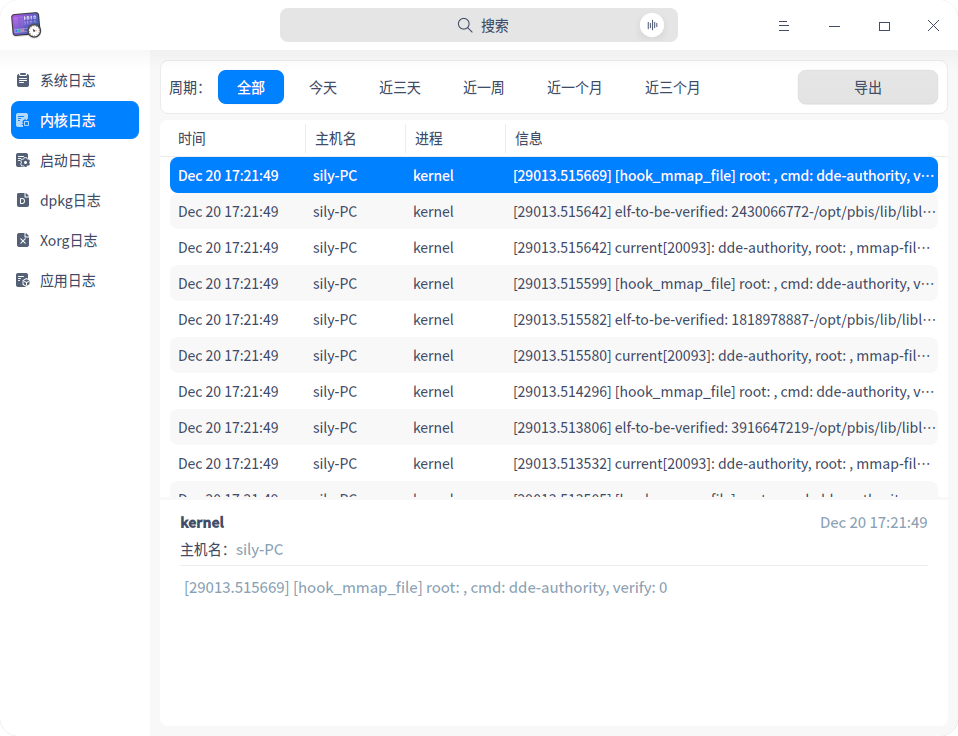 搜索
系统日志
内核日志
启动日志
dpkg日志
Xorg日志
应用日志
周期： 全部 今天 近三天 近一周 近一个月 近三个月 导出
时间 主机名 进程 信息
Dec 20 17:21:49 sily-PC kernel [29013.515669] [hook_mmap_file] root: , cmd: dde-authority, v···
Dec 20 17:21:49 sily-PC kernel [29013.515642] elf-to-be-verified: 2430066772-/opt/pbis/lib/libl···
Dec 20 17:21:49 sily-PC kernel [29013.515642] current[20093]: dde-authority, root: , mmap-fil···
Dec 20 17:21:49 sily-PC kernel [29013.515599] [hook_mmap_file] root: , cmd: dde-authority, v···
Dec 20 17:21:49 sily-PC kernel [29013.515582] elf-to-be-verified: 1818978887-/opt/pbis/lib/libl···
Dec 20 17:21:49 sily-PC kernel [29013.515580] current[20093]: dde-authority, root: , mmap-fil···
Dec 20 17:21:49 sily-PC kernel [29013.514296] [hook_mmap_file] root: , cmd: dde-authority, v···
Dec 20 17:21:49 sily-PC kernel [29013.513806] elf-to-be-verified: 3916647219-/opt/pbis/lib/libl···
Dec 20 17:21:49 sily-PC kernel [29013.513532] current[20093]: dde-authority, root: , mmap-fil···
kernel Dec 20 17:21:49
主机名： sily-PC
[29013.515669] [hook_mmap_file] root: , cmd: dde-authority, verify: 0